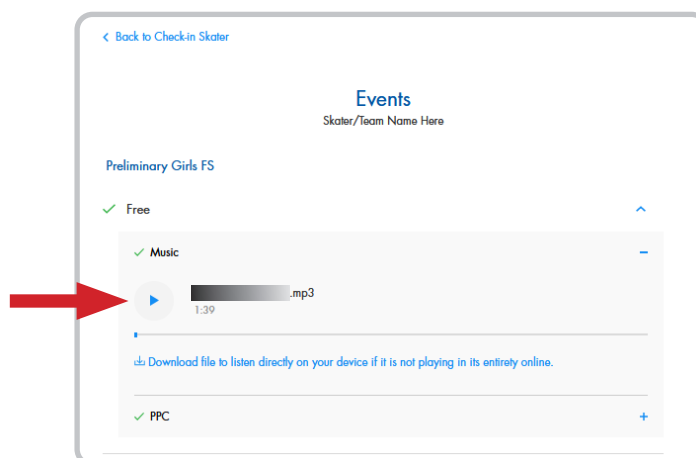 Back to Check-in Skater
Events
Skater/Team Name Here
Preliminary Girls FS
Free
Music
.mp3
1:39
Download file to listen directly on your device if it is not playing in its entirety online.
PPC